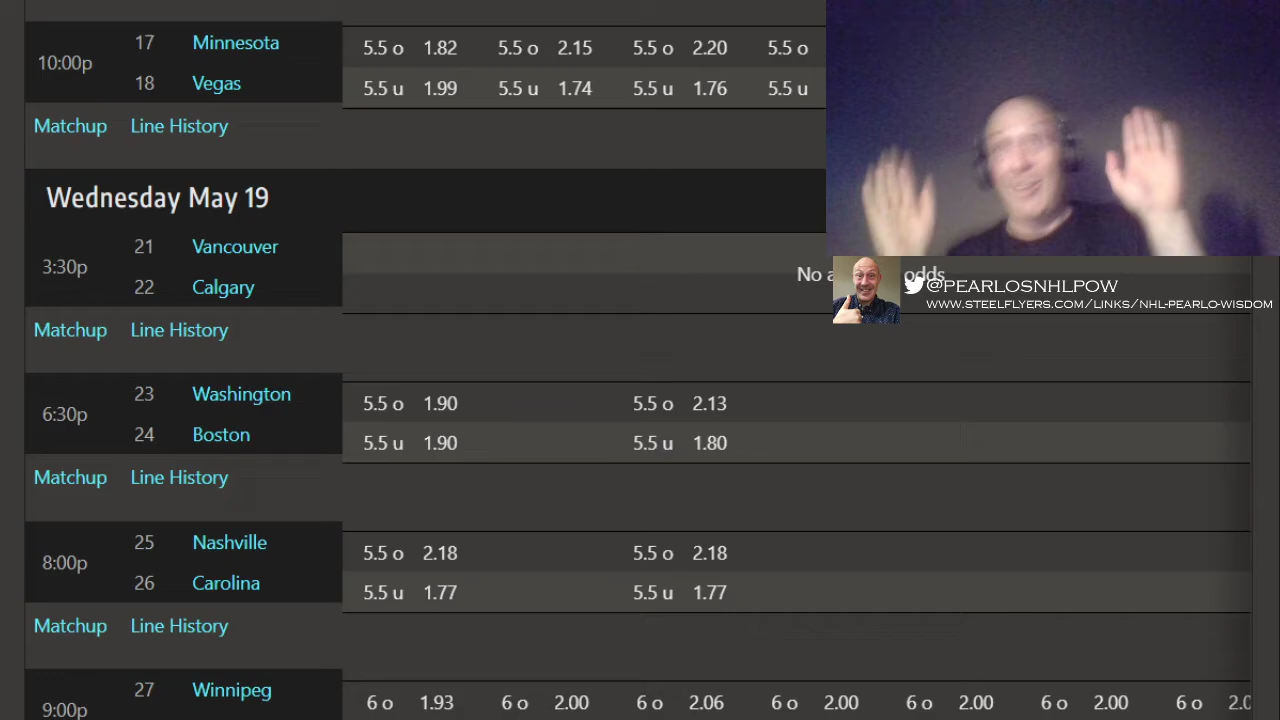 10:00p 17 Minnesota 5.5 o 1.82 5.5 o 2.15 5.5 o 2.20 5.5 o
18 Vegas 5.5 u 1.99 5.5 u 1.74 5.5 u 1.76 5.5 u
Matchup Line History
Wednesday May 19
3:30p 21 Vancouver
22 Calgary
No odds
@PEARLOSNHLPOW
WWW.STEELFLYERS.COM/LINKS/NHL-PEARLO-WISDOM
Matchup Line History
6:30p 23 Washington 5.5 o 1.90 5.5 o 2.13
24 Boston 5.5 u 1.90 5.5 u 1.80
Matchup Line History
8:00p 25 Nashville 5.5 o 2.18 5.5 o 2.18
26 Carolina 5.5 u 1.77 5.5 u 1.77
Matchup Line History
9:00p 27 Winnipeg 6 o 1.93 6 o 2.00 6 o 2.06 6 o 2.00 6 o 2.00 6 o 2.00 6 o